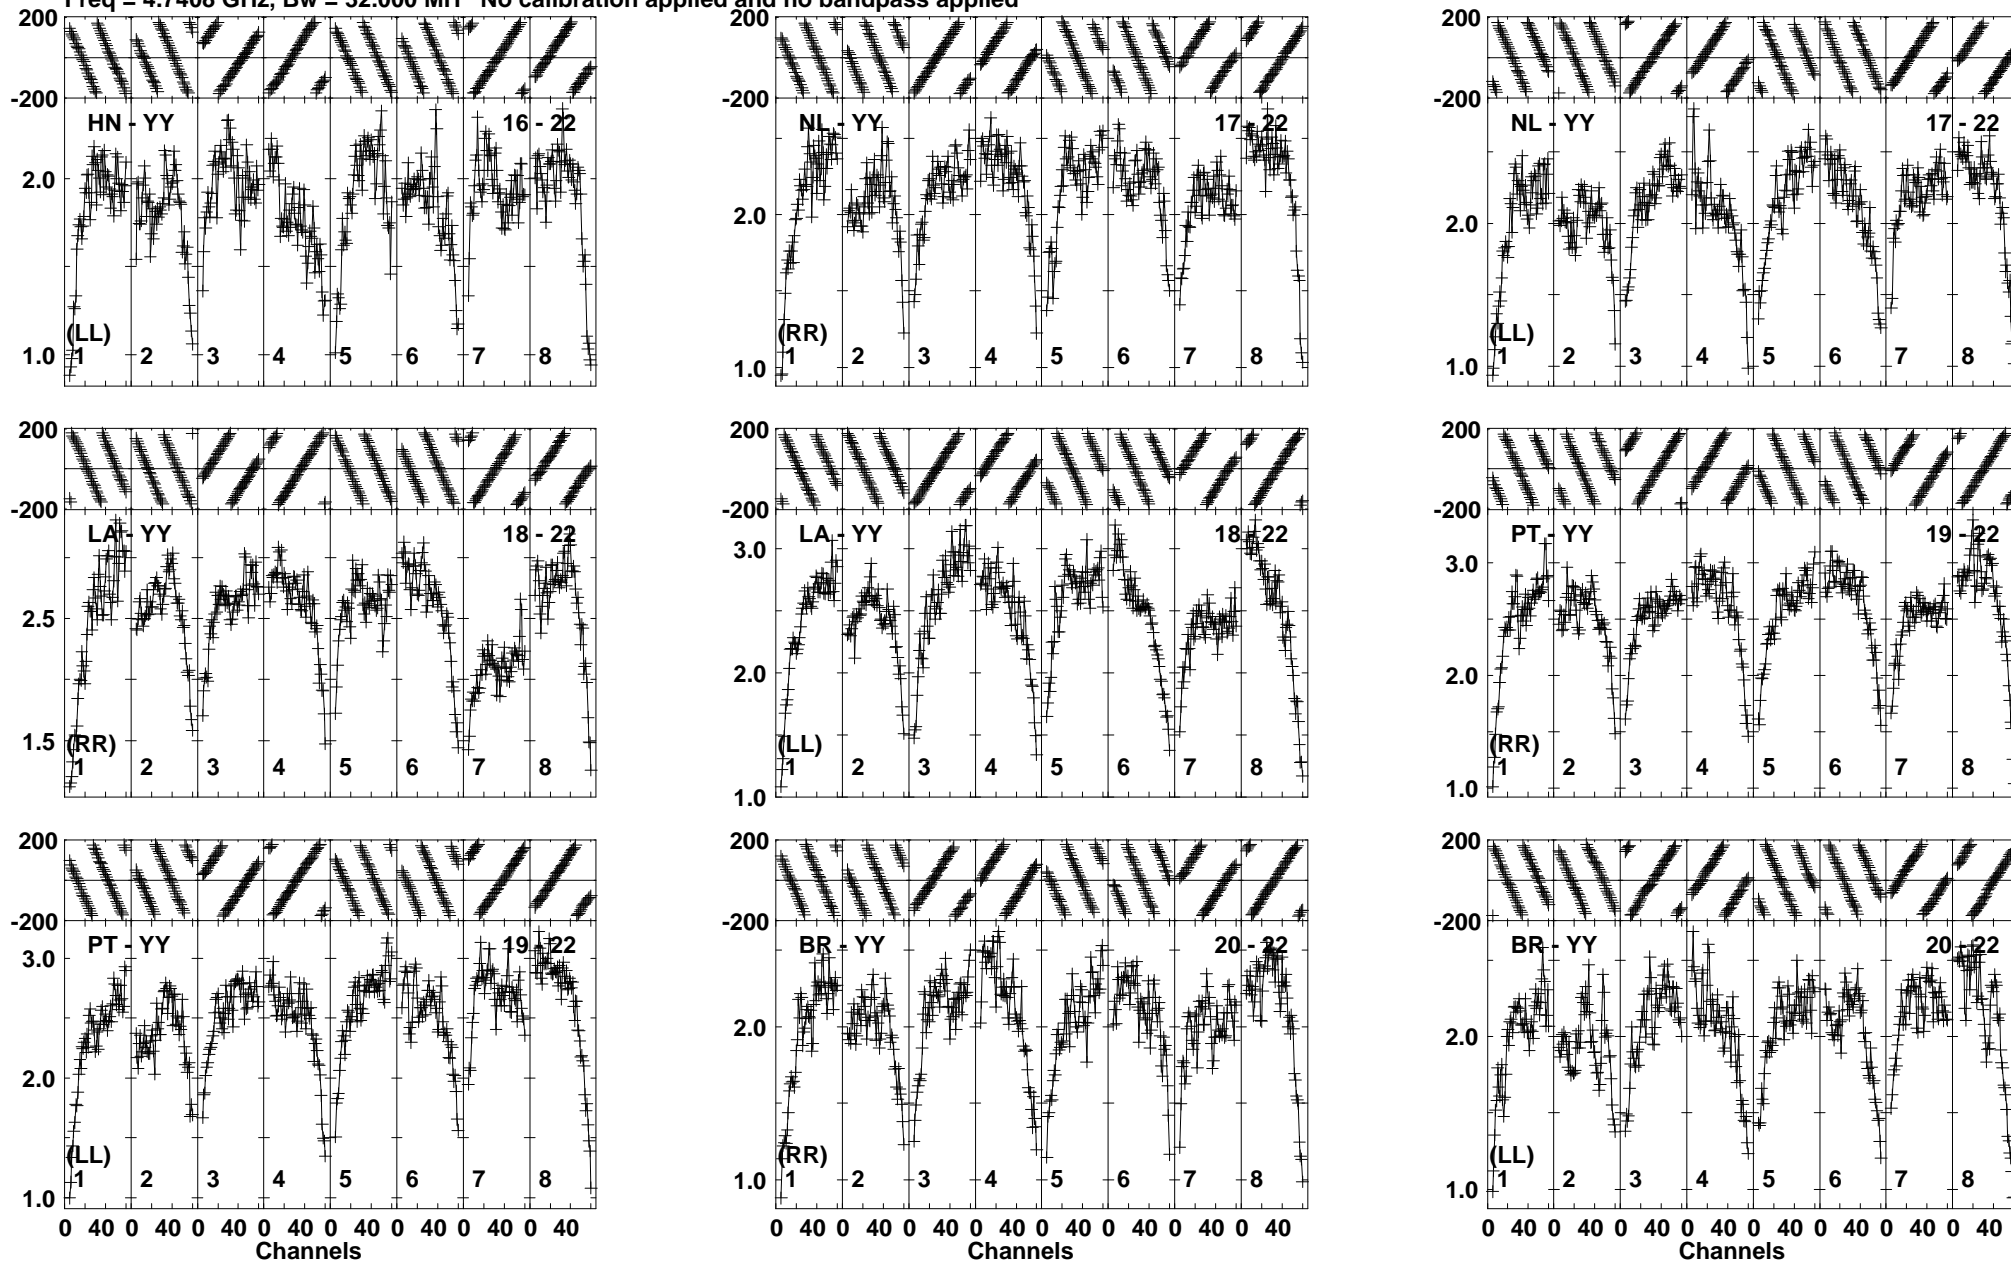 Freq = 4.7408 GHz, Bw = 32.000 MH No calibration applied and no bandpass applied
200 200 200
-200 -200 -200
HN - YY 16 - 22 NL - YY 17 - 22 NL - YY 17 - 22
2.0 2.0 2.0
(LL) (RR) (LL)
1.0 1 2 3 4 5 6 7 8 1.0 1 2 3 4 5 6 7 8 1.0 1 2 3 4 5 6 7 8
200 200 200
-200 -200 -200
LA - YY 18 - 22 LA - YY 18 - 22 PT - YY 19 - 22
3.0 3.0
2.5 2.0 2.0
1.5 (RR) (LL) (RR)
1 2 3 4 5 6 7 8 1 2 3 4 5 6 7 8 1 2 3 4 5 6 7 8
1.0 1.0
200 200 200
-200 -200 -200
PT - YY 19 - 22 BR - YY 20 - 22 BR - YY 20 - 22
3.0
2.0 2.0 2.0
(LL) (RR) (LL)
1 2 3 4 5 6 7 8 1 2 3 4 5 6 7 8 1 2 3 4 5 6 7 8
1.0 1.0 1.0
0 40 0 40 0 40 0 40 0 40 0 40 0 40 0 40 0 40 0 40 0 40 0 40 0 40 0 40 0 40 0 40 0 40 0 40 0 40 0 40 0 40 0 40 0 40 0 40
Channels Channels Channels